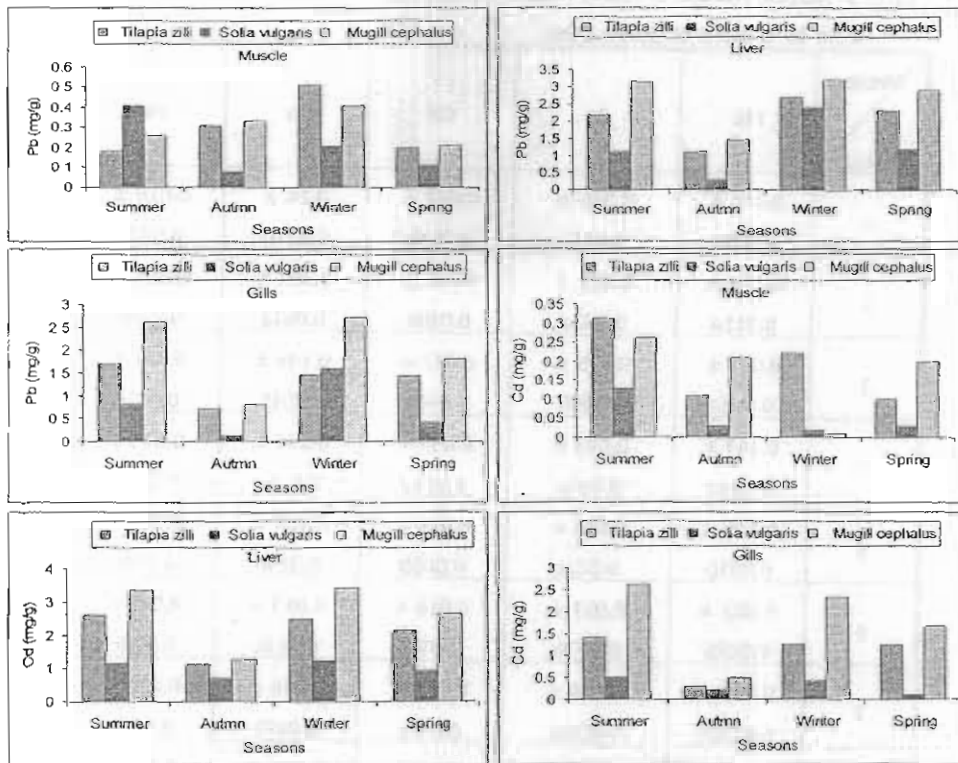 Tilapia zilli Solia vulgaris Mugill cephalus
Muscle
Pb (mg/g)
0.6
0.5
0.4
0.3
0.2
0.1
0
Summer Autmn Winter Spring
Seasons
Tilapia zilli Solia vulgaris Mugill cephalus
Liver
Pb (mg/g)
3.5
3
2.5
2
1.5
1
0.5
0
Summer Autmn Winter Spring
Seasons
Tilapia zilli Solia vulgaris Mugill cephalus
Gills
Pb (mg/g)
3
2.5
2
1.5
1
0.5
0
Summer Autmn Winter Spring
Seasons
Tilapia zilli Solia vulgaris Mugill cephalus
Muscle
Cd (mg/g)
0.35
0.3
0.25
0.2
0.15
0.1
0.05
0
Summer Autmn Winter Spring
Seasons
Tilapia zilli Solia vulgaris Mugill cephalus
Liver
Cd (mg/g)
4
3
2
1
0
Summer Autmn Winter Spring
Seasons
Tilapia zilli Solia vulgaris Mugill cephalus
Gills
Cd (mg/g)
3
2.5
2
1.5
1
0.5
0
Summer Autmn Winter Spring
Seasons